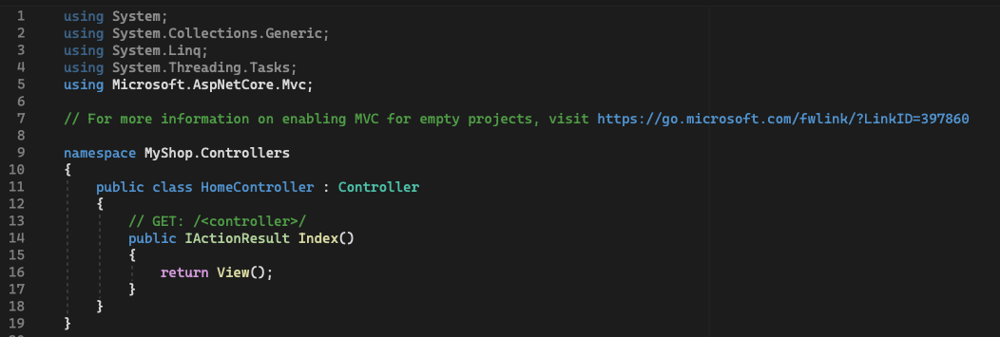 1 using System;
2 using System.Collections.Generic;
3 using System.Linq;
4 using System.Threading.Tasks;
5 using Microsoft.AspNetCore.Mvc;
6
7 // For more information on enabling MVC for empty projects, visit https://go.microsoft.com/fwlink/?LinkID=397860
8
9 namespace MyShop.Controllers
10 {
11     public class HomeController : Controller
12     {
13         // GET: /<controller>/
14         public IActionResult Index()
15         {
16             return View();
17         }
18     }
19 }